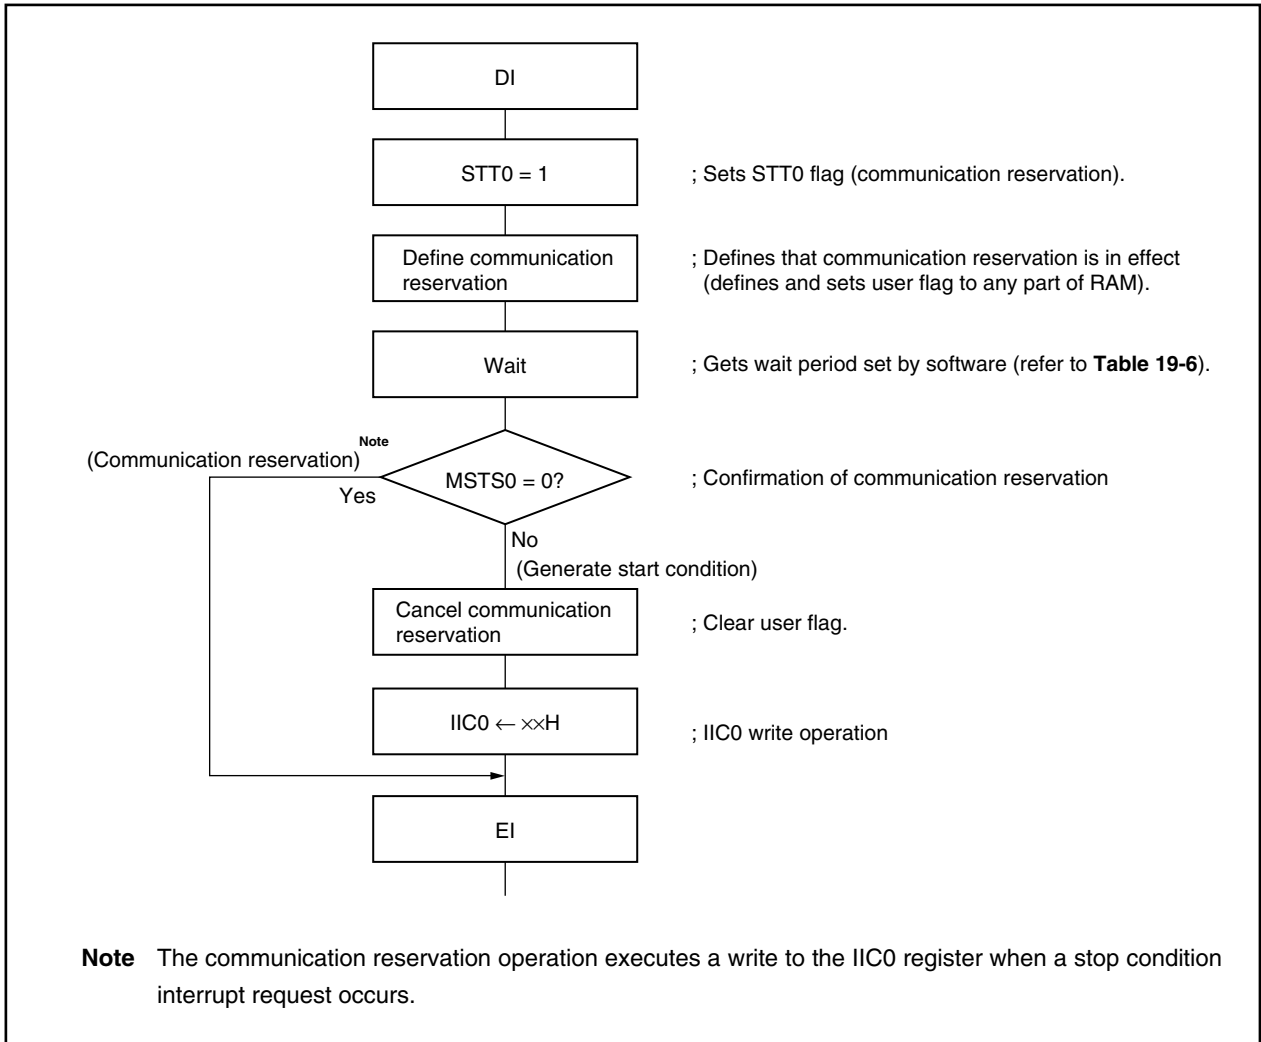 DI
STT0 = 1
; Sets STT0 flag (communication reservation).
Define communication
reservation
; Defines that communication reservation is in effect
(defines and sets user flag to any part of RAM).
Wait
; Gets wait period set by software (refer to Table 19-6).
(Communication reservation)Note
MSTS0 = 0?
; Confirmation of communication reservation
Yes
No
(Generate start condition)
Cancel communication
reservation
; Clear user flag.
IIC0 ← ××H
; IIC0 write operation
EI
Note The communication reservation operation executes a write to the IIC0 register when a stop condition
interrupt request occurs.